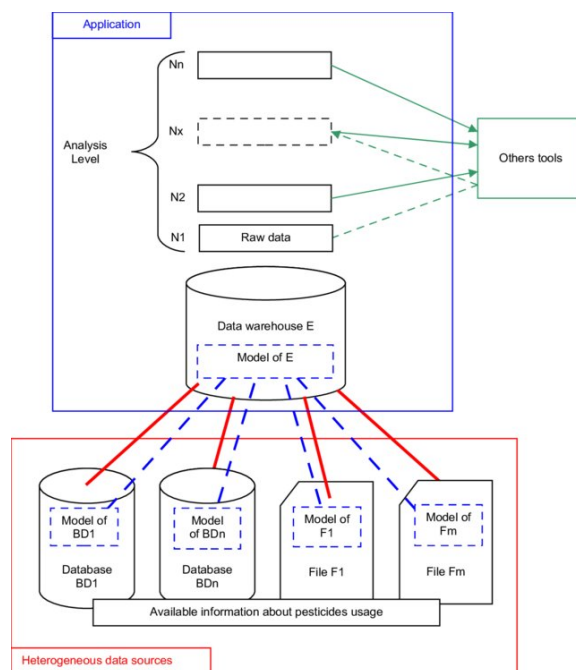 Application
Nn
Nx
Analysis
Level
Others tools
N2
N1
Raw data
Data warehouse E
Model of E
Model of
BD1
Model
of BDn
Model of
F1
Model of
Fm
Database
BD1
Database
BDn
File F1
File Fm
Available information about pesticides usage
Heterogeneous data sources